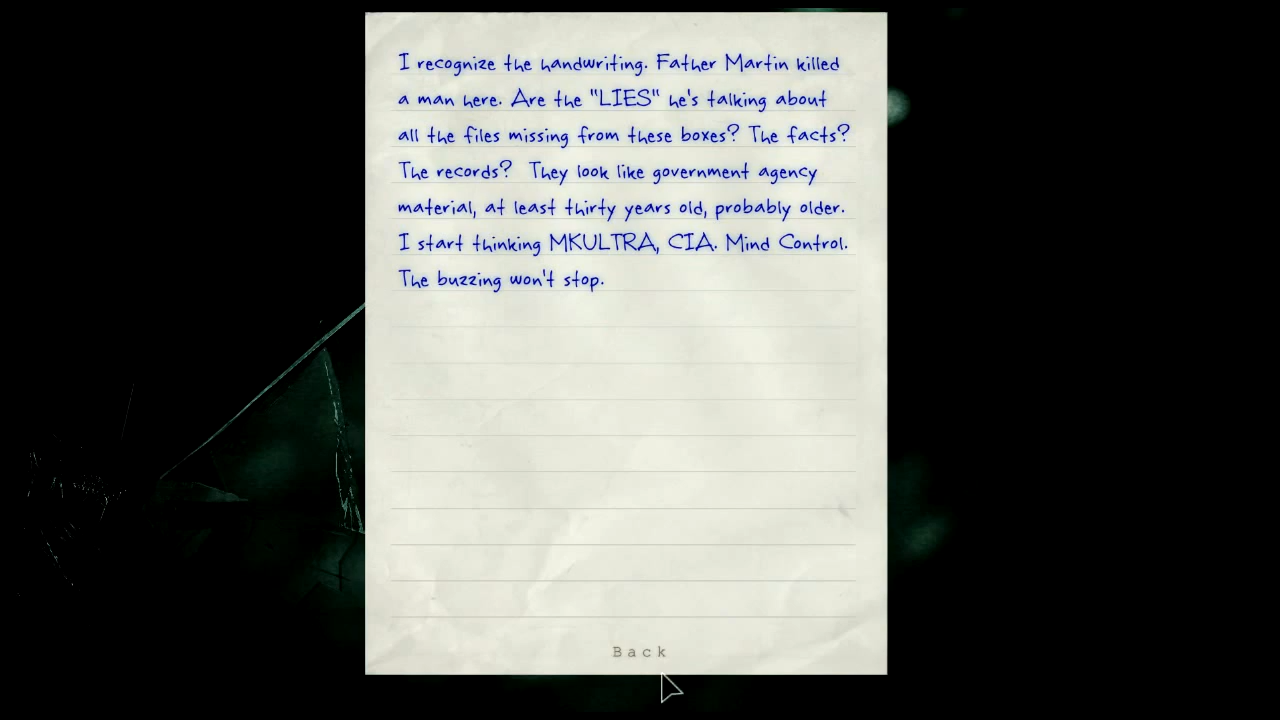 I recognize the handwriting. Father Martin killed
a man here. Are the "LIES" he's talking about
all the files missing from these boxes? The facts?
The records?  They look like government agency
material, at least thirty years old, probably older.
I start thinking MKULTRA, CIA. Mind Control.
The buzzing won't stop.
Back